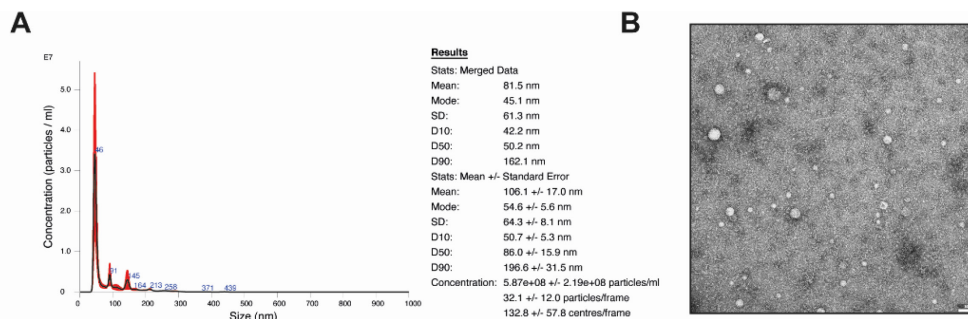 A
B
E7
Concentration (particles / ml)
5.0
4.0
3.0
2.0
1.0
0
46
91
145
164
213
258
371
439
0 100 200 300 400 500 600 700 800 900 1000
Size (nm)
Results
Stats: Merged Data
Mean: 81.5 nm
Mode: 45.1 nm
SD: 61.3 nm
D10: 42.2 nm
D50: 50.2 nm
D90: 162.1 nm
Stats: Mean +/- Standard Error
Mean: 106.1 +/- 17.0 nm
Mode: 54.6 +/- 5.6 nm
SD: 64.3 +/- 8.1 nm
D10: 50.7 +/- 5.3 nm
D50: 86.0 +/- 15.9 nm
D90: 196.6 +/- 31.5 nm
Concentration: 5.87e+08 +/- 2.19e+08 particles/ml
32.1 +/- 12.0 particles/frame
132.8 +/- 57.8 centres/frame